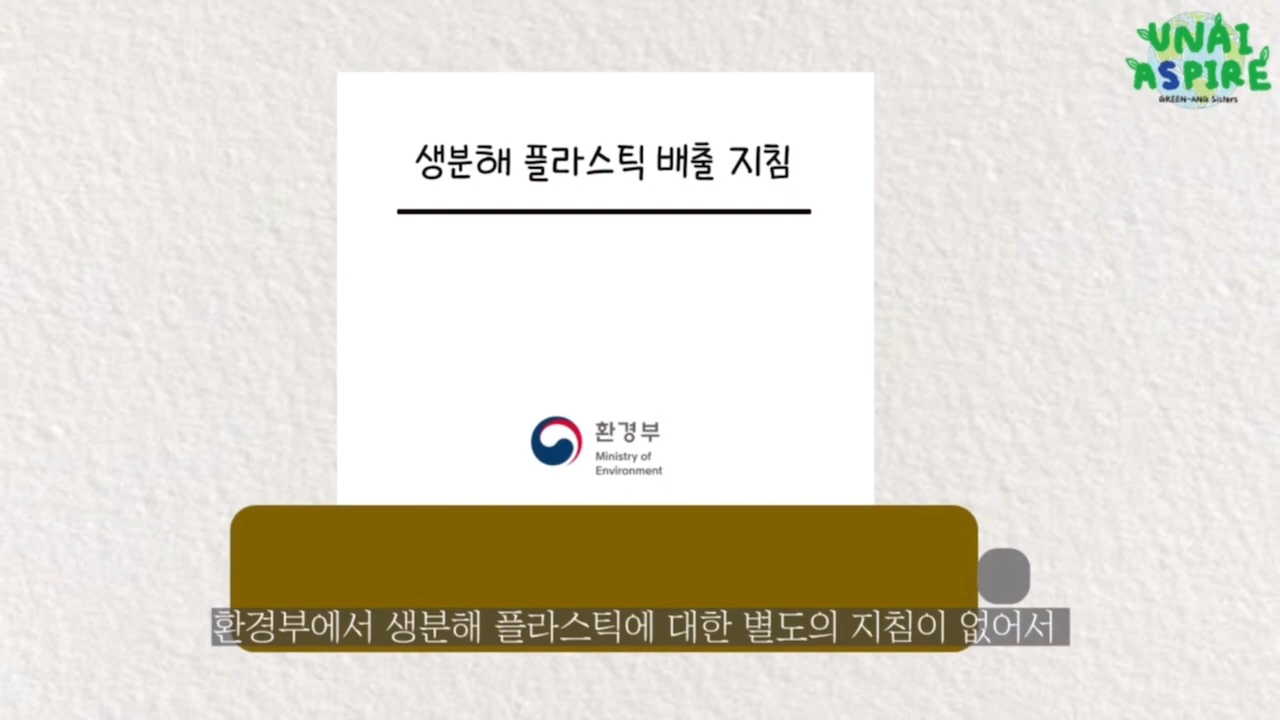 UNAI
ASPIRE
GREEN-ANG Sisters
생분해 플라스틱 배출 지침
환경부
Ministry of
Environment
환경부에서 생분해 플라스틱에 대한 별도의 지침이 없어서